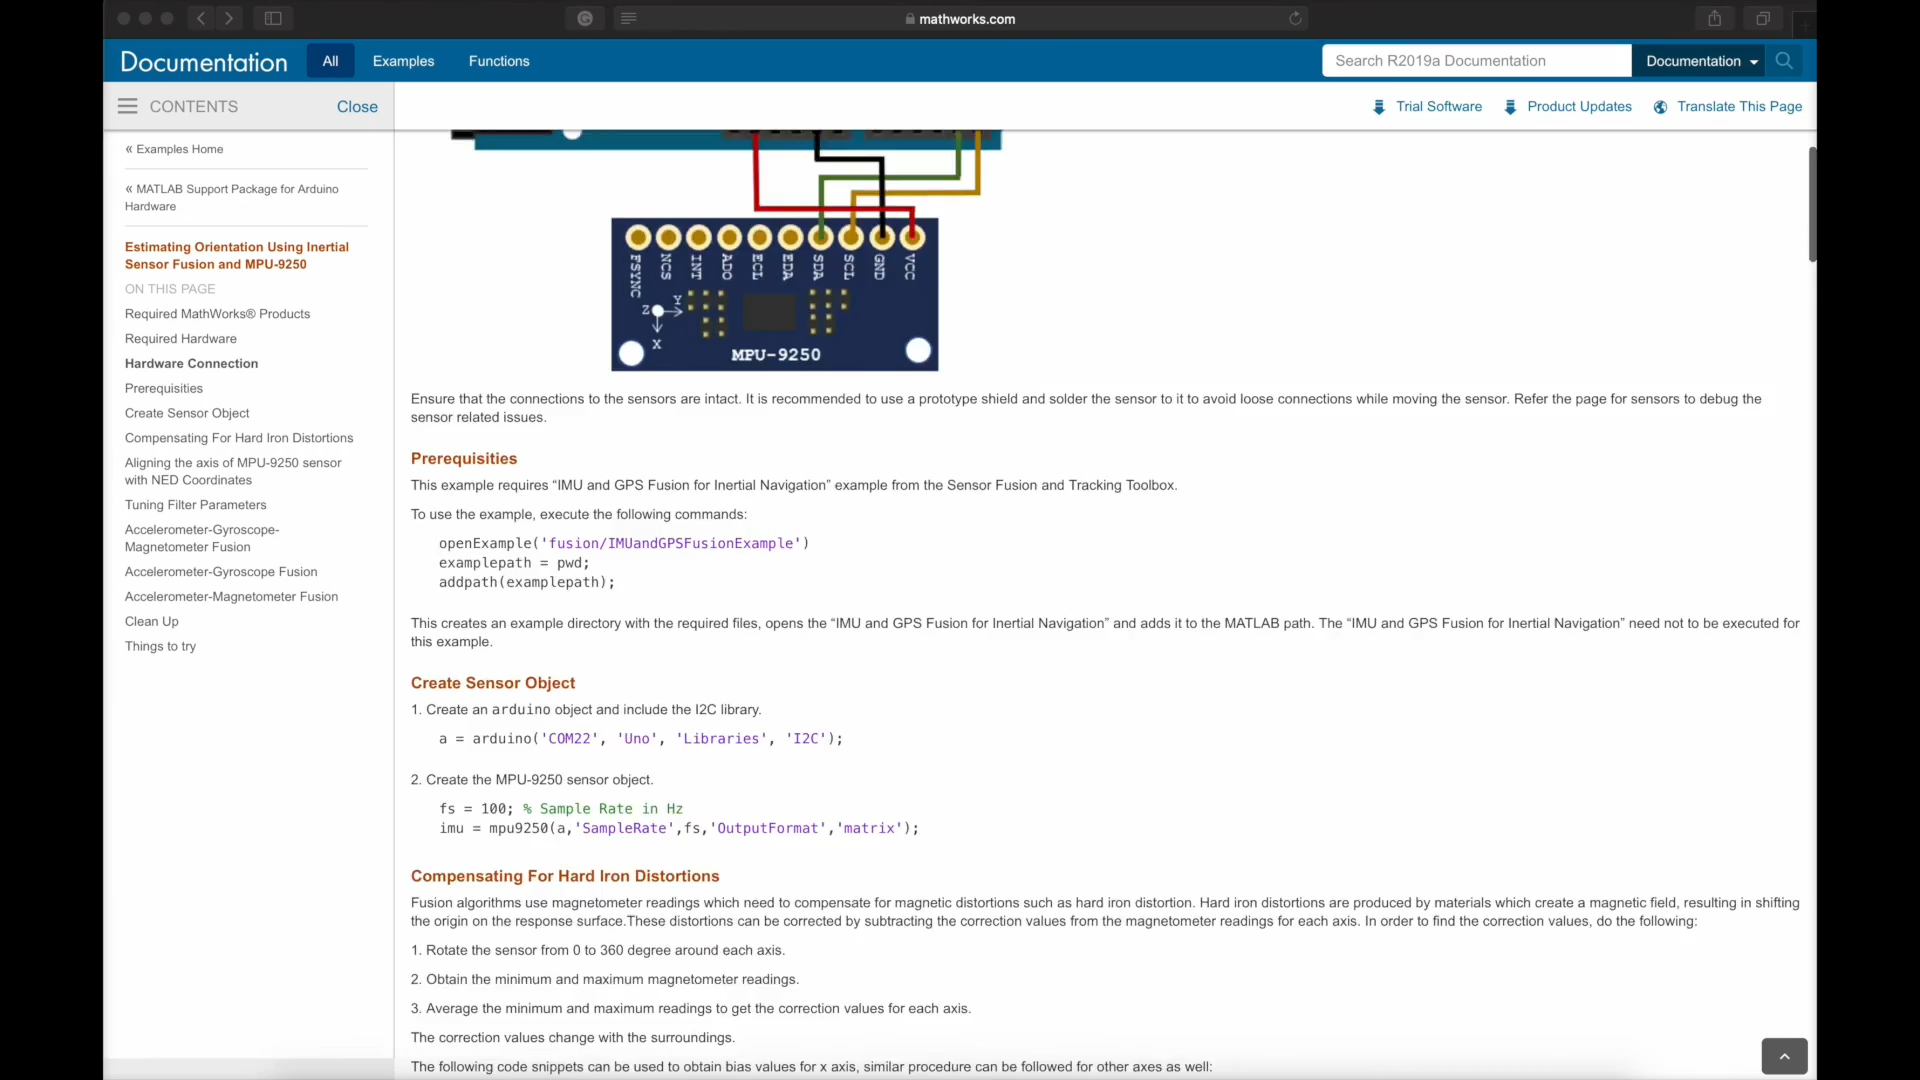 mathworks.com
Documentation
All
Examples
Functions
Search R2019a Documentation
Documentation
CONTENTS
Close
Trial Software
Product Updates
Translate This Page
« Examples Home
« MATLAB Support Package for Arduino
Hardware
Estimating Orientation Using Inertial
Sensor Fusion and MPU-9250
ON THIS PAGE
Required MathWorks® Products
Required Hardware
Hardware Connection
Prerequisities
Create Sensor Object
Compensating For Hard Iron Distortions
Aligning the axis of MPU-9250 sensor
with NED Coordinates
Tuning Filter Parameters
Accelerometer-Gyroscope-
Magnetometer Fusion
Accelerometer-Gyroscope Fusion
Accelerometer-Magnetometer Fusion
Clean Up
Things to try
FSYNC
NCS
INT
ADO
ECL
EDA
SDA
SCL
GND
VCC
Z
Y
X
MPU-9250
Ensure that the connections to the sensors are intact. It is recommended to use a prototype shield and solder the sensor to it to avoid loose connections while moving the sensor. Refer the page for sensors to debug the
sensor related issues.
Prerequisities
This example requires “IMU and GPS Fusion for Inertial Navigation” example from the Sensor Fusion and Tracking Toolbox.
To use the example, execute the following commands:
openExample('fusion/IMUandGPSFusionExample')
examplepath = pwd;
addpath(examplepath);
This creates an example directory with the required files, opens the “IMU and GPS Fusion for Inertial Navigation” and adds it to the MATLAB path. The “IMU and GPS Fusion for Inertial Navigation” need not to be executed for
this example.
Create Sensor Object
1. Create an arduino object and include the I2C library.
a = arduino('COM22', 'Uno', 'Libraries', 'I2C');
2. Create the MPU-9250 sensor object.
fs = 100; % Sample Rate in Hz
imu = mpu9250(a,'SampleRate',fs,'OutputFormat','matrix');
Compensating For Hard Iron Distortions
Fusion algorithms use magnetometer readings which need to compensate for magnetic distortions such as hard iron distortion. Hard iron distortions are produced by materials which create a magnetic field, resulting in shifting
the origin on the response surface.These distortions can be corrected by subtracting the correction values from the magnetometer readings for each axis. In order to find the correction values, do the following:
1. Rotate the sensor from 0 to 360 degree around each axis.
2. Obtain the minimum and maximum magnetometer readings.
3. Average the minimum and maximum readings to get the correction values for each axis.
The correction values change with the surroundings.
The following code snippets can be used to obtain bias values for x axis, similar procedure can be followed for other axes as well: